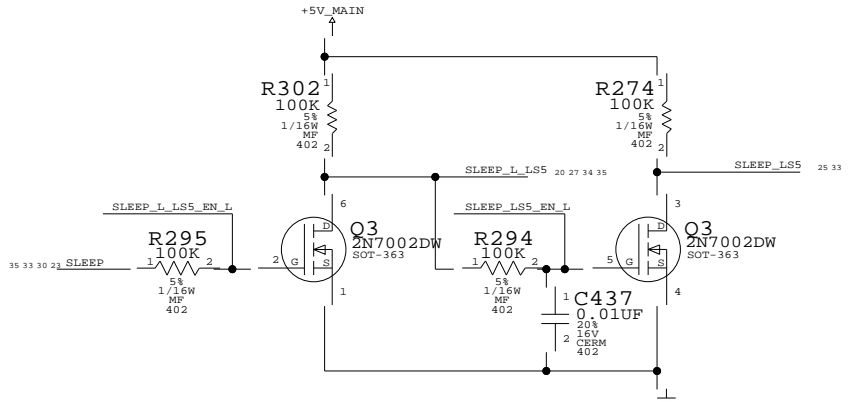 +5V_MAIN
1
R302
100K
5%
1/16W
MF
402
2
1
R274
100K
5%
1/16W
MF
402
2
SLEEP_L_LS5 20 27 34 35
SLEEP_LS5 25 33
SLEEP_L_LS5_EN_L
6
D
Q3
2N7002DW
SOT-363
2 G
S
1
SLEEP_LS5_EN_L
3
D
Q3
2N7002DW
SOT-363
5 G
S
4
35 33 30 23 SLEEP
R295
100K
1 2
5%
1/16W
MF
402
R294
100K
1 2
5%
1/16W
MF
402
1 C437
0.01UF
20%
2 16V
CERM
402